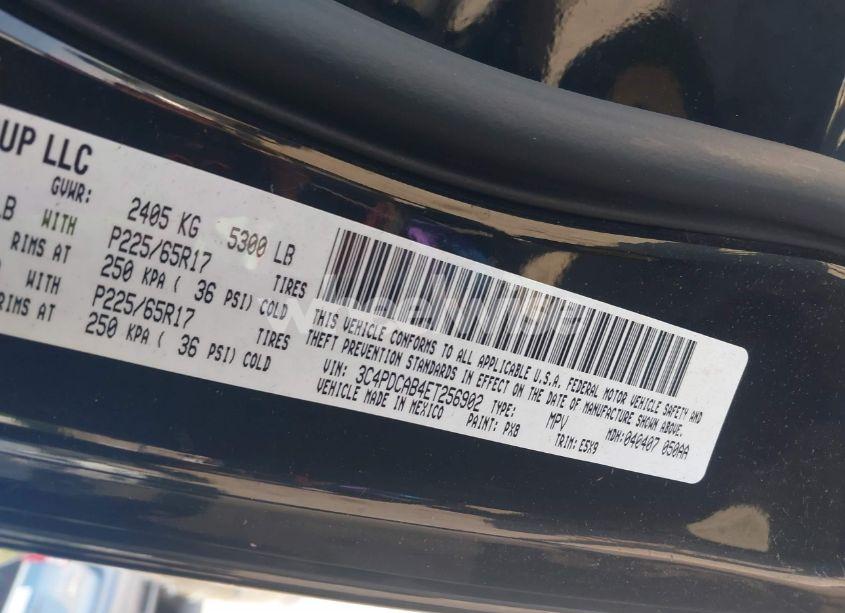 UP LLC
GVWR: 2405 KG 5300 LB
LB WITH P225/65R17 TIRES
RIMS AT 250 KPA ( 36 PSI) COLD
WITH P225/65R17 TIRES
RIMS AT 250 KPA ( 36 PSI) COLD
THIS VEHICLE CONFORMS TO ALL APPLICABLE U.S.A. FEDERAL MOTOR VEHICLE SAFETY AND
THEFT PREVENTION STANDARDS IN EFFECT ON THE DATE OF MANUFACTURE SHOWN ABOVE.
VIN: 3C4PDCAB4ET256902 TYPE: MPV MDH:040407 050AA
VEHICLE MADE IN MEXICO PAINT: PX8 TRIM: E5X9